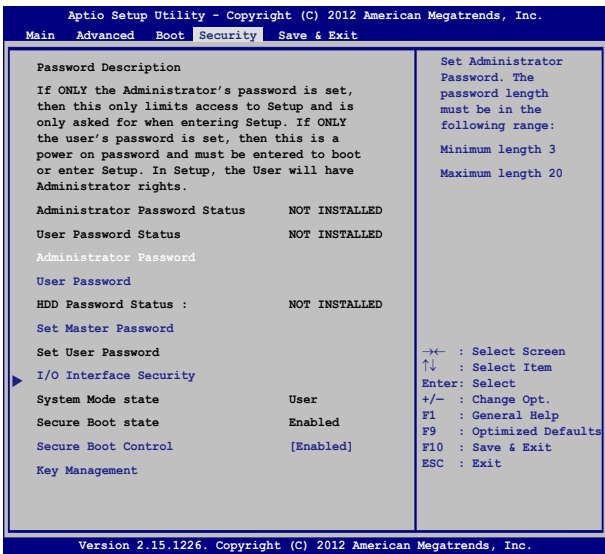 Aptio Setup Utility - Copyright (C) 2012 American Megatrends, Inc.
Main Advanced Boot Security Save & Exit
Password Description
If ONLY the Administrator's password is set,
then this only limits access to Setup and is
only asked for when entering Setup. If ONLY
the user's password is set, then this is a
power on password and must be entered to boot
or enter Setup. In Setup, the User will have
Administrator rights.
Administrator Password Status NOT INSTALLED
User Password Status NOT INSTALLED
Administrator Password
User Password
HDD Password Status : NOT INSTALLED
Set Master Password
Set User Password
I/O Interface Security
System Mode state User
Secure Boot state Enabled
Secure Boot Control [Enabled]
Key Management
Set Administrator
Password. The
password length
must be in the
following range:
Minimum length 3
Maximum length 20
→← : Select Screen
↑↓ : Select Item
Enter: Select
+/— : Change Opt.
F1 : General Help
F9 : Optimized Defaults
F10 : Save & Exit
ESC : Exit
Version 2.15.1226. Copyright (C) 2012 American Megatrends, Inc.